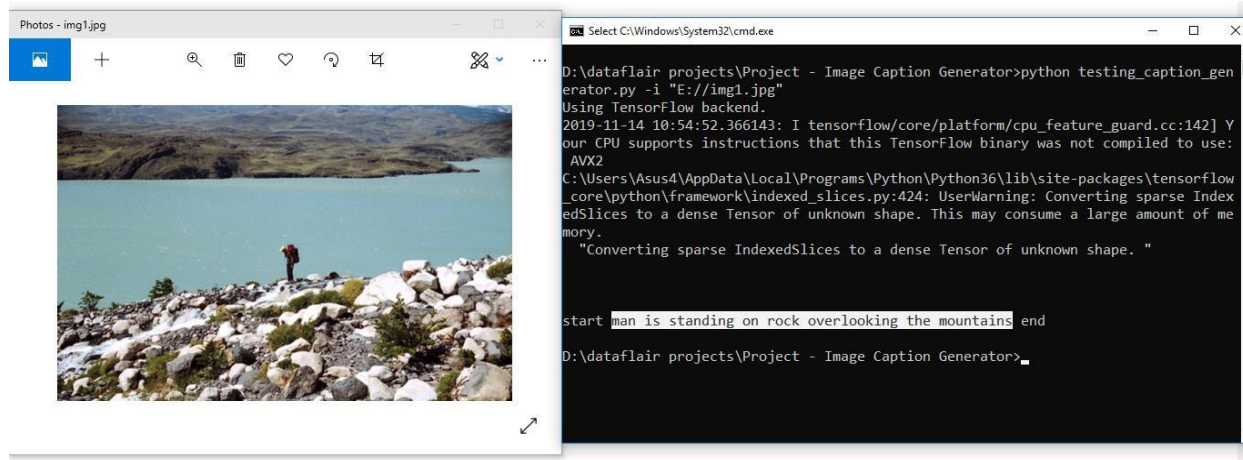 Photos - img1.jpg
Select C:\Windows\System32\cmd.exe
D:\dataflair projects\Project - Image Caption Generator>python testing_caption_gen
erator.py -i "E://img1.jpg"
Using TensorFlow backend.
2019-11-14 10:54:52.366143: I tensorflow/core/platform/cpu_feature_guard.cc:142] Y
our CPU supports instructions that this TensorFlow binary was not compiled to use:
 AVX2
C:\Users\Asus4\AppData\Local\Programs\Python\Python36\lib\site-packages\tensorflow
_core\python\framework\indexed_slices.py:424: UserWarning: Converting sparse Index
edSlices to a dense Tensor of unknown shape. This may consume a large amount of me
mory.
  "Converting sparse IndexedSlices to a dense Tensor of unknown shape. "
start man is standing on rock overlooking the mountains end
D:\dataflair projects\Project - Image Caption Generator>